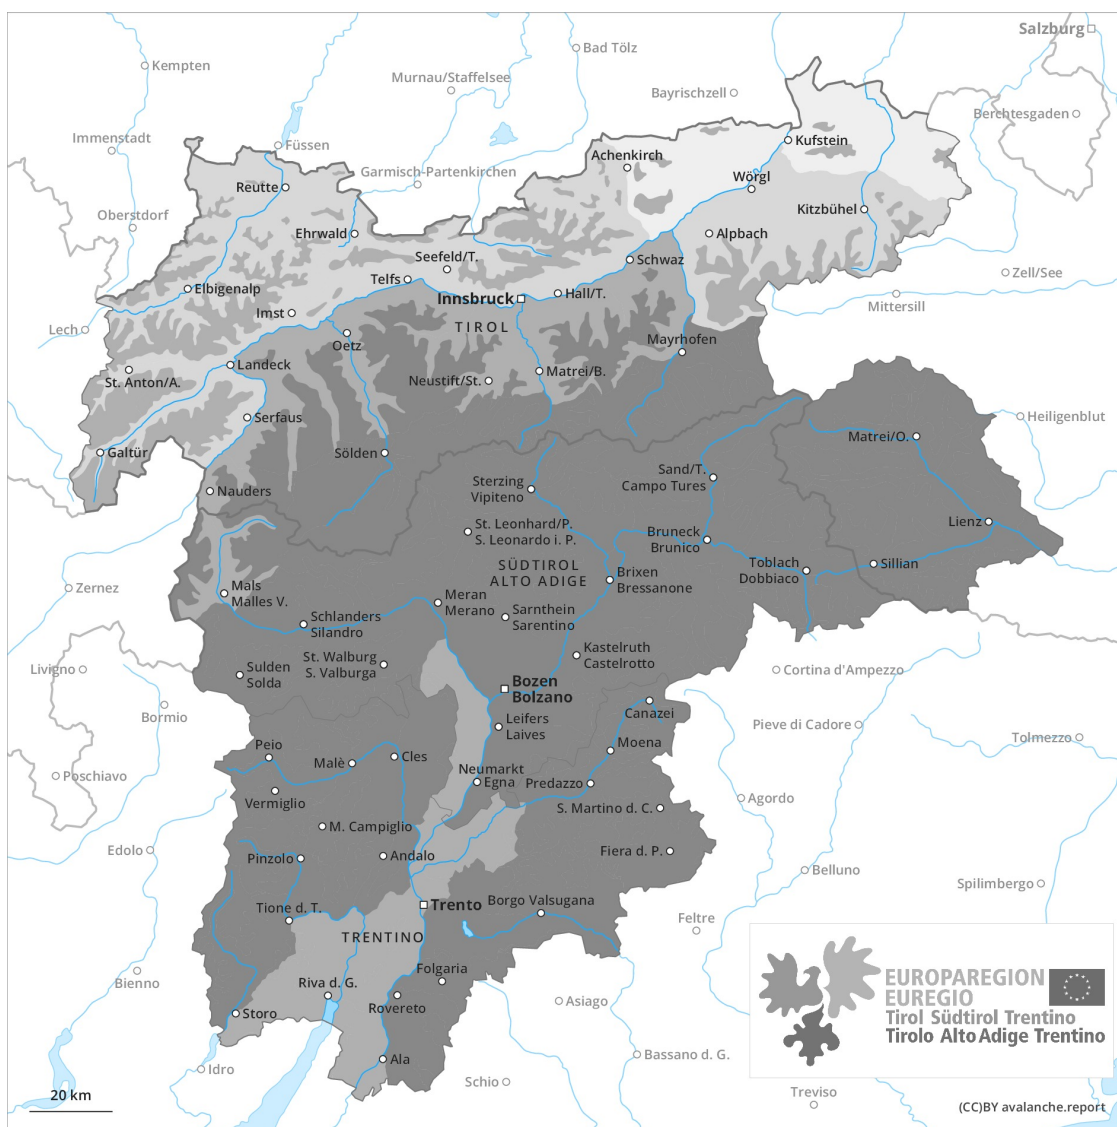 Salzburg
Bad Tölz
Kempten
Murnau/Staffelsee
Bayrischzell
Berchtesgaden
Immenstadt
Füssen
Achenkirch
Kufstein
Garmisch-Partenkirchen
Wörgl
Reutte
Oberstdorf
Kitzbühel
Ehrwald
Alpbach
Seefeld/T.
Schwaz
Zell/See
Telfs
Elbigenalp
Innsbruck
Hall/T.
Mittersill
Imst
TIROL
Lech
Oetz
Mayrhofen
Landeck
Matrei/B.
St. Anton/A.
Neustift/St.
Serfaus
Heiligenblut
Matrei/O.
Galtür
Sölden
Sand/T.
Campo Tures
Sterzing
Vipiteno
Nauders
St. Leonhard/P.
S. Leonardo i. P.
Lienz
Bruneck
Brunico
SÜDTIROL
ALTO ADIGE
Toblach
Dobbiaco
Sillian
Brixen
Bressanone
Zernez
Mals
Malles V.
Meran
Merano
Sarnthein
Sarentino
Schlanders
Silandro
Kastelruth
Castelrotto
St. Walburg
S. Valburga
Livigno
Sulden
Solda
Cortina d'Ampezzo
Bozen
Bolzano
Bormio
Canazei
Leifers
Laives
Pieve di Cadore
Tolmezzo
Peio
Moena
Malè
Cles
Poschiavo
Neumarkt
Egna
Predazzo
Vermiglio
Agordo
S. Martino d. C.
M. Campiglio
Edolo
Pinzolo
Andalo
Fiera d. P.
Belluno
Spilimbergo
Trento
Borgo Valsugana
Tione d. T.
Feltre
TRENTINO
Folgaria
Bienno
Riva d. G.
Rovereto
Asiago
Storo
EUROPAREGION
EUREGIO
Tirol Südtirol Trentino
Tirolo Alto Adige Trentino
Ala
Bassano d. G.
Idro
Schio
Treviso
20 km
(CC)BY avalanche.report